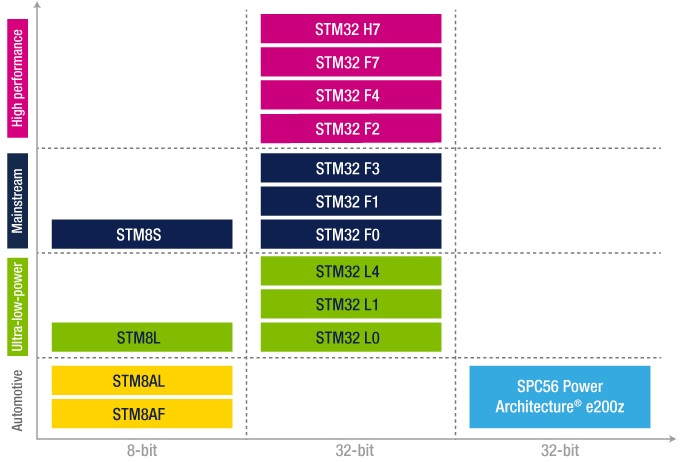 High performance
STM32 H7
STM32 F7
STM32 F4
STM32 F2
Mainstream
STM32 F3
STM32 F1
STM8S
STM32 F0
Ultra-low-power
STM32 L4
STM32 L1
STM8L
STM32 L0
Automotive
STM8AL
STM8AF
SPC56 Power
Architecture® e200z
8-bit
32-bit
32-bit